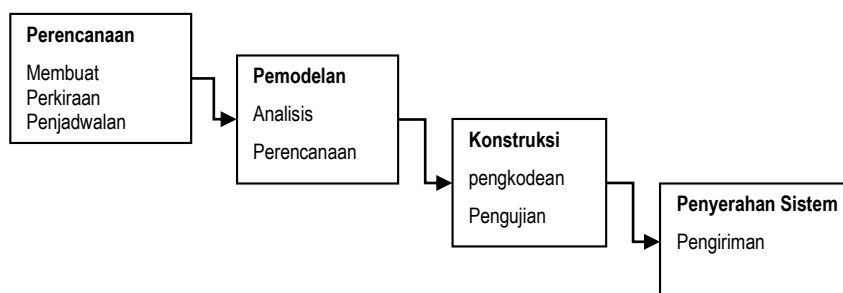 Perencanaan
Membuat
Perkiraan
Penjadwalan
Pemodelan
Analisis
Perencanaan
Konstruksi
pengkodean
Pengujian
Penyerahan Sistem
Pengiriman